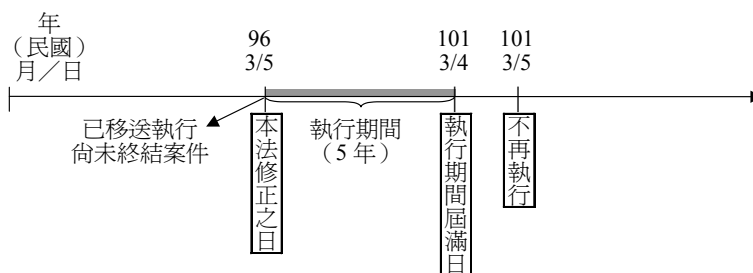 年
（民國）
月／日
96
3/5
101
3/4
101
3/5
已移送執行
尚未終結案件
本法修正之日
執行期間
（5 年）
執行期間屆滿日
不再執行